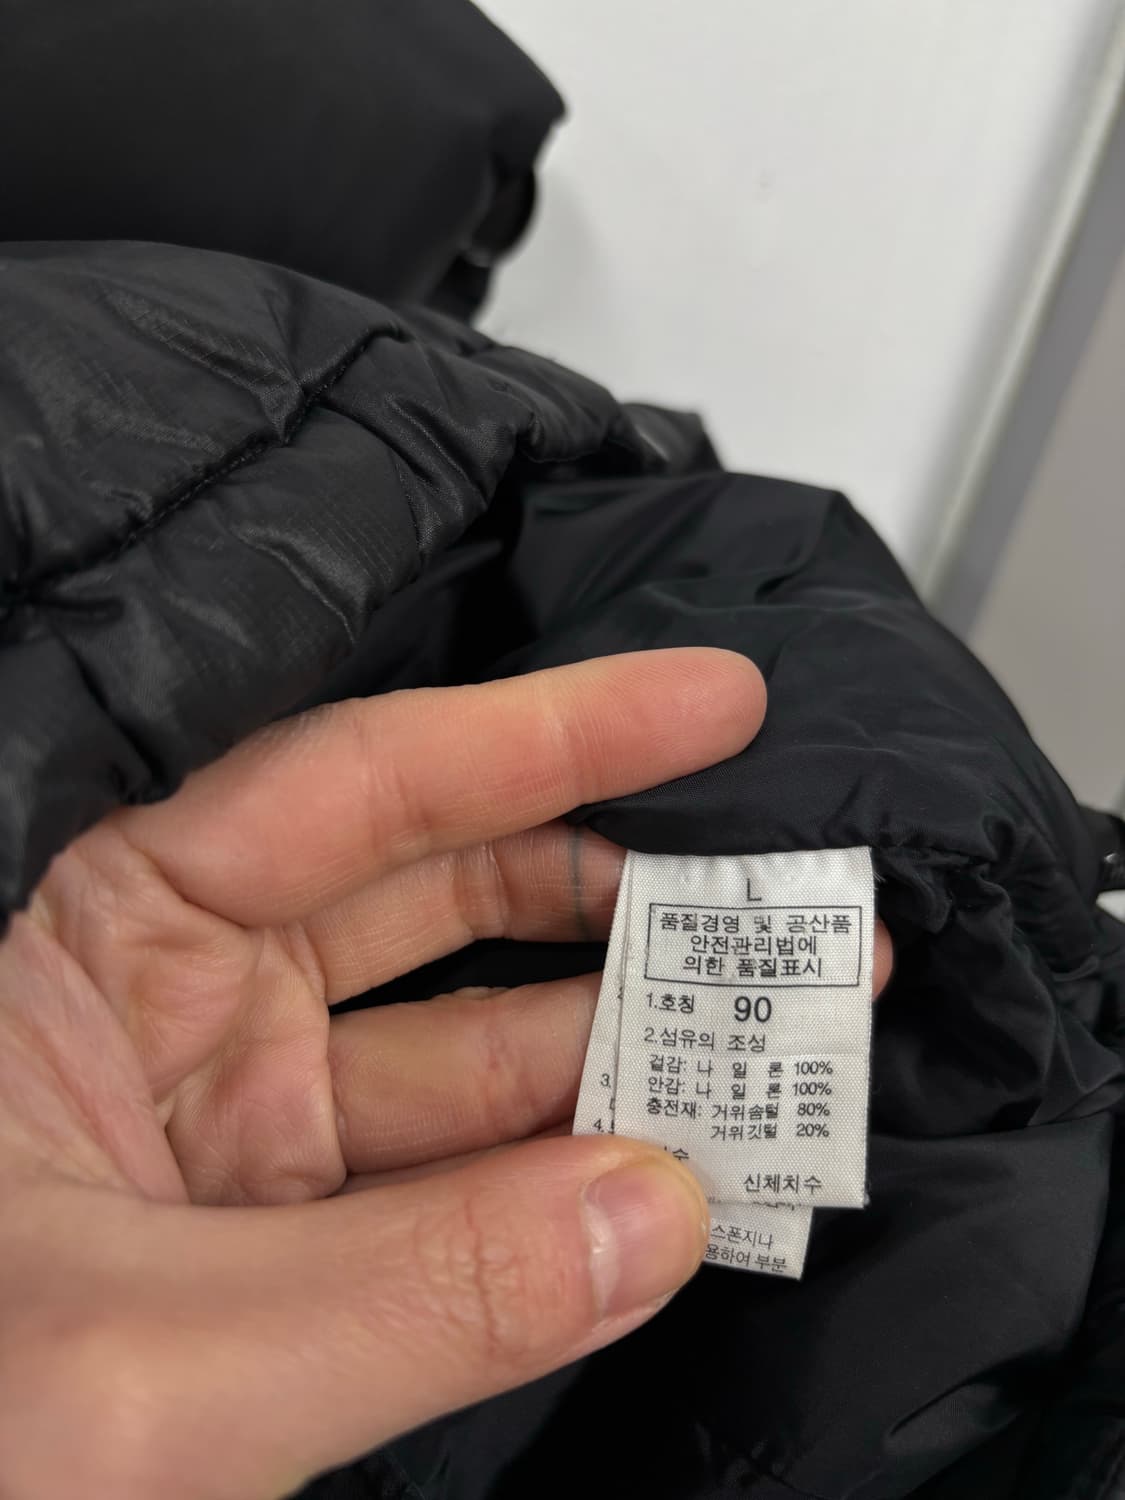 L
품질경영 및 공산품
안전관리법에
의한 품질표시
1.호칭 90
2.섬유의 조성
겉감: 나 일 론 100%
안감: 나 일 론 100%
충전재: 거위솜털 80%
거위깃털 20%
신체치수
3.
4.
스폰지나
용하여 부분